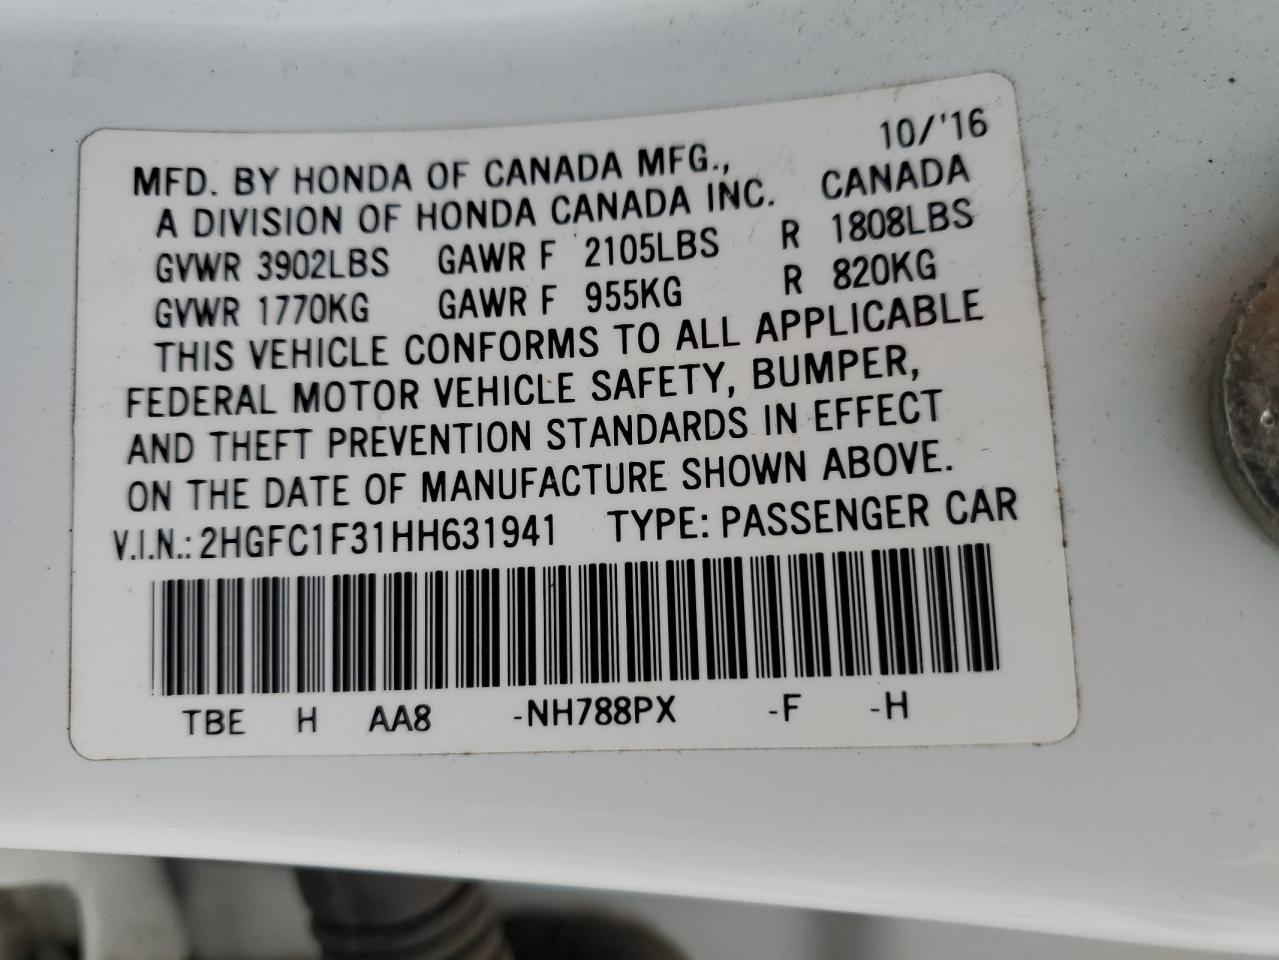 10/'16
MFD. BY HONDA OF CANADA MFG.,
A DIVISION OF HONDA CANADA INC. CANADA
GVWR 3902LBS GAWR F 2105LBS R 1808LBS
GVWR 1770KG GAWR F 955KG R 820KG
THIS VEHICLE CONFORMS TO ALL APPLICABLE
FEDERAL MOTOR VEHICLE SAFETY, BUMPER,
AND THEFT PREVENTION STANDARDS IN EFFECT
ON THE DATE OF MANUFACTURE SHOWN ABOVE.
V.I.N.: 2HGFC1F31HH631941 TYPE: PASSENGER CAR
TBE H AA8 -NH788PX -F -H